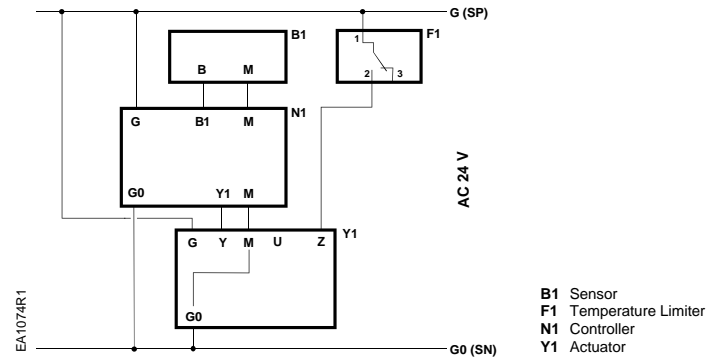 G (SP)
B1
F1
1
B M
2 3
N1
G B1 M
AC 24 V
G0 Y1 M
Y1
G Y M U Z
G0
EA1074R1
G0 (SN)
B1 Sensor
F1 Temperature Limiter
N1 Controller
Y1 Actuator